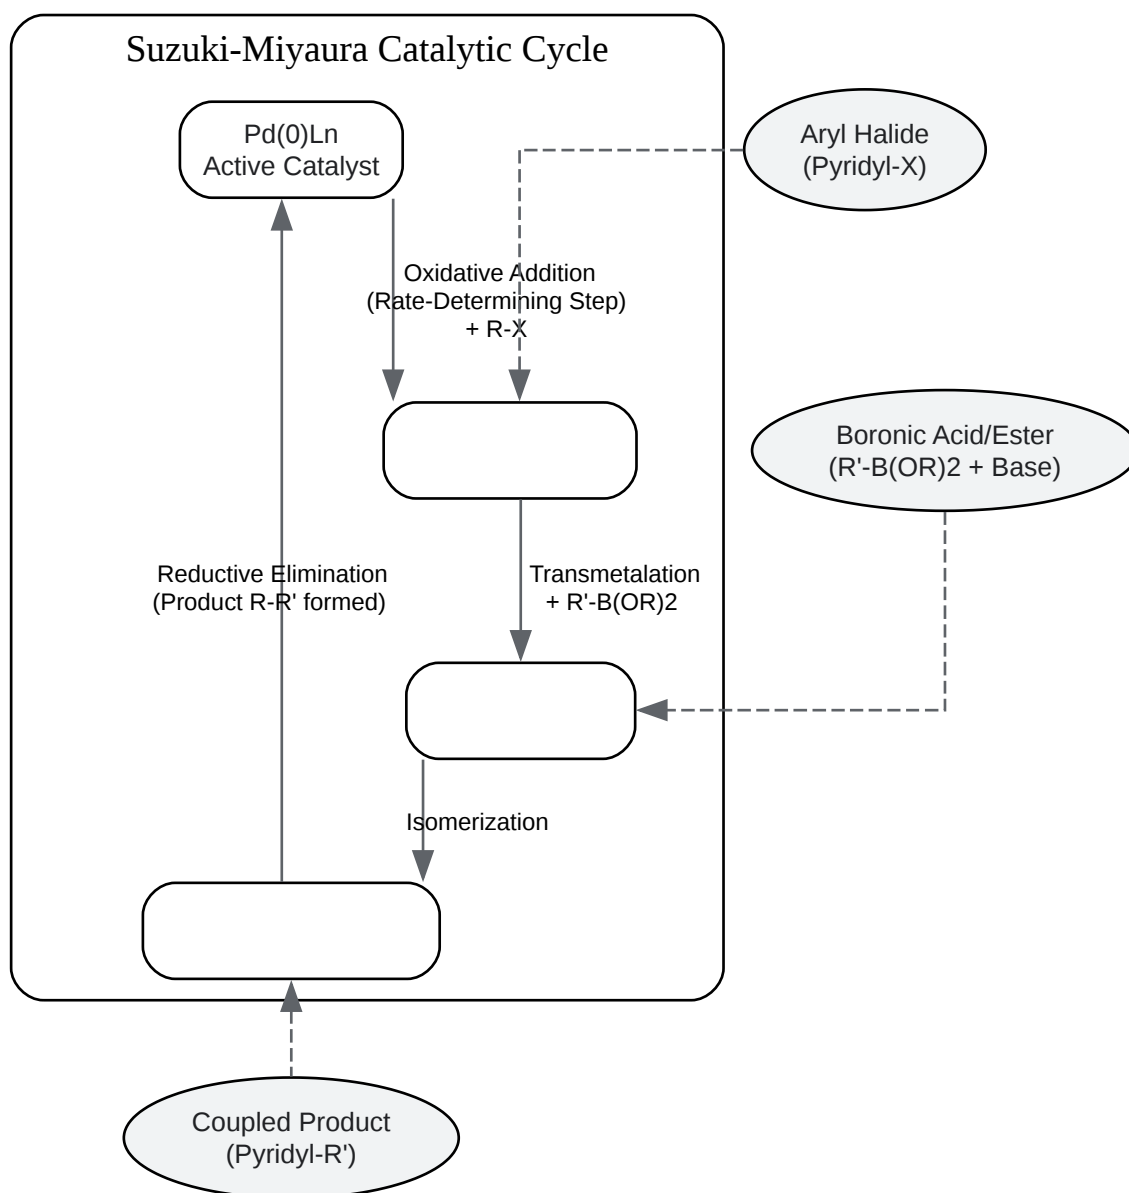 Suzuki-Miyaura Catalytic Cycle
Pd(0)Ln
Active Catalyst
Aryl Halide
(Pyridyl-X)
Oxidative Addition
(Rate-Determining Step)
+ R-X
Boronic Acid/Ester
(R'-B(OR)2 + Base)
Reductive Elimination
(Product R-R' formed)
Transmetalation
+ R'-B(OR)2
Isomerization
Coupled Product
(Pyridyl-R')